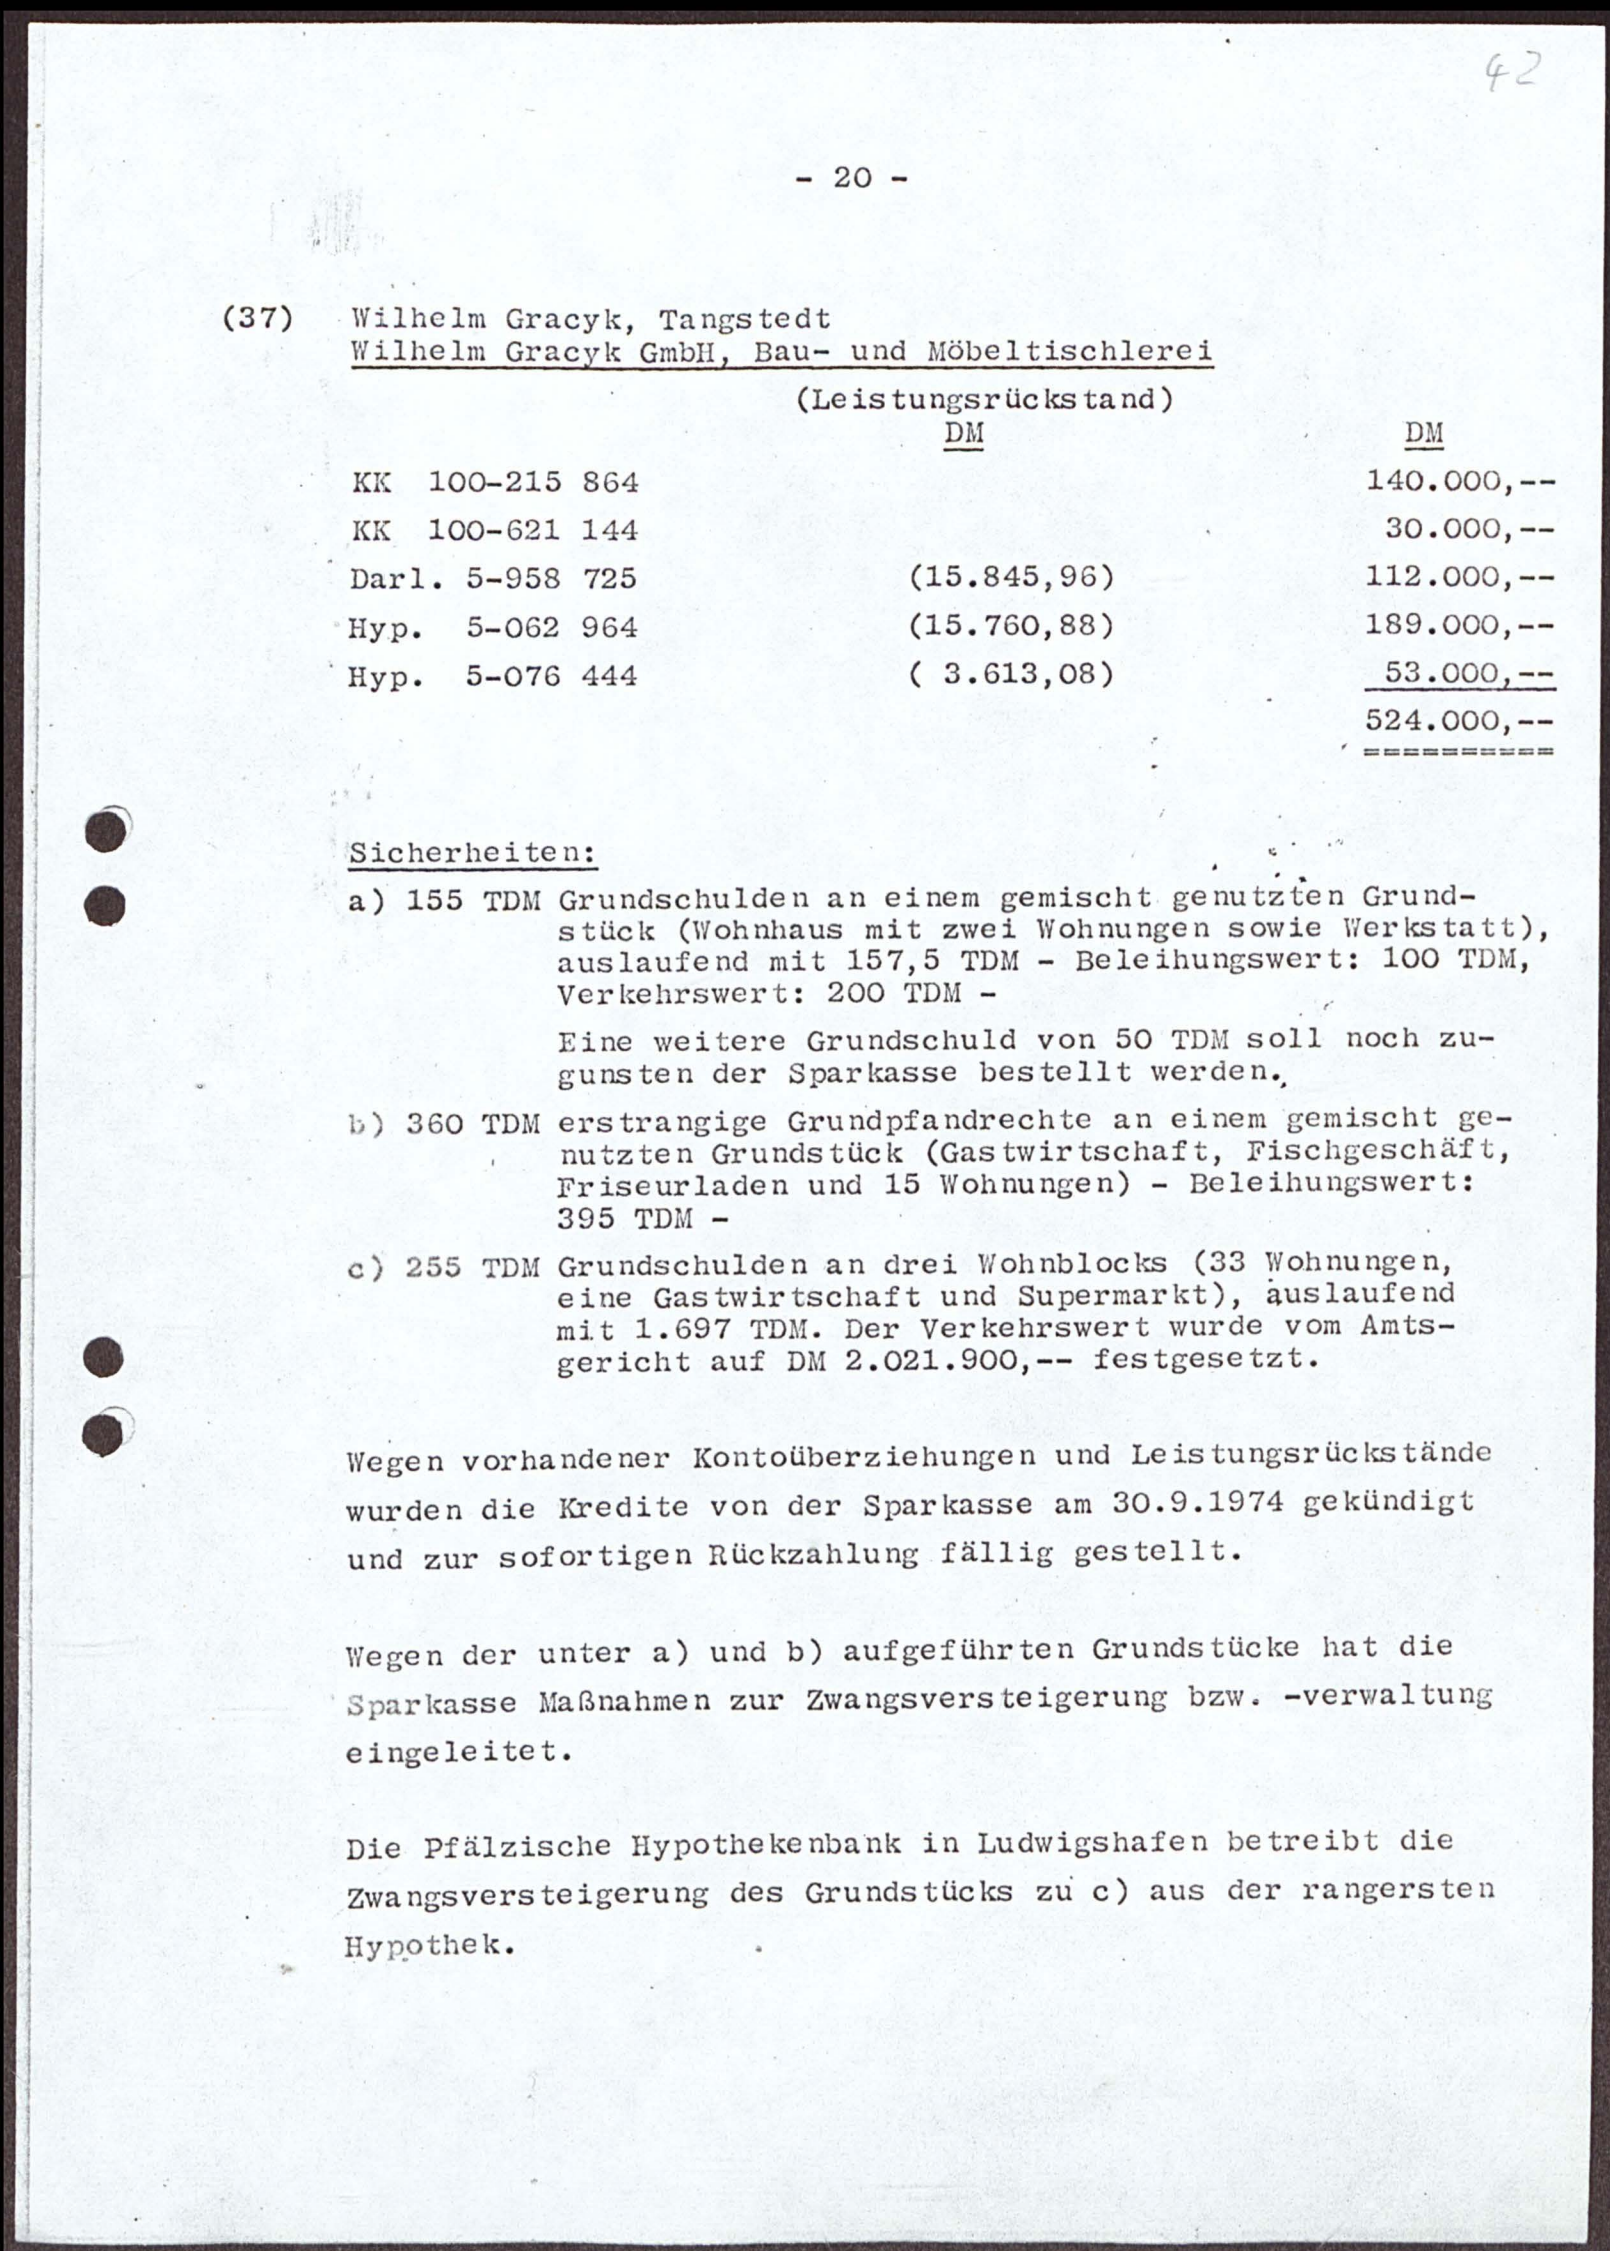 42
- 20 -
(37) Wilhelm Gracyk, Tangstedt
Wilhelm Gracyk GmbH, Bau- und Möbeltischlerei
(Leistungsrückstand)
DM DM
KK 100-215 864 140.000,--
KK 100-621 144 30.000,--
Darl. 5-958 725 (15.845,96) 112.000,--
Hyp. 5-062 964 (15.760,88) 189.000,--
Hyp. 5-076 444 ( 3.613,08) 53.000,--
524.000,--
==========
Sicherheiten:
a) 155 TDM Grundschulden an einem gemischt genutzten Grund-
stück (Wohnhaus mit zwei Wohnungen sowie Werkstatt),
auslaufend mit 157,5 TDM - Beleihungswert: 100 TDM,
Verkehrswert: 200 TDM -
Eine weitere Grundschuld von 50 TDM soll noch zu-
gunsten der Sparkasse bestellt werden.
b) 360 TDM erstrangige Grundpfandrechte an einem gemischt ge-
nutzten Grundstück (Gastwirtschaft, Fischgeschäft,
Friseurladen und 15 Wohnungen) - Beleihungswert:
395 TDM -
c) 255 TDM Grundschulden an drei Wohnblocks (33 Wohnungen,
eine Gastwirtschaft und Supermarkt), auslaufend
mit 1.697 TDM. Der Verkehrswert wurde vom Amts-
gericht auf DM 2.021.900,-- festgesetzt.
Wegen vorhandener Kontoüberziehungen und Leistungsrückstände
wurden die Kredite von der Sparkasse am 30.9.1974 gekündigt
und zur sofortigen Rückzahlung fällig gestellt.
Wegen der unter a) und b) aufgeführten Grundstücke hat die
Sparkasse Maßnahmen zur Zwangsversteigerung bzw. -verwaltung
eingeleitet.
Die Pfälzische Hypothekenbank in Ludwigshafen betreibt die
Zwangsversteigerung des Grundstücks zu c) aus der rangersten
Hypothek.